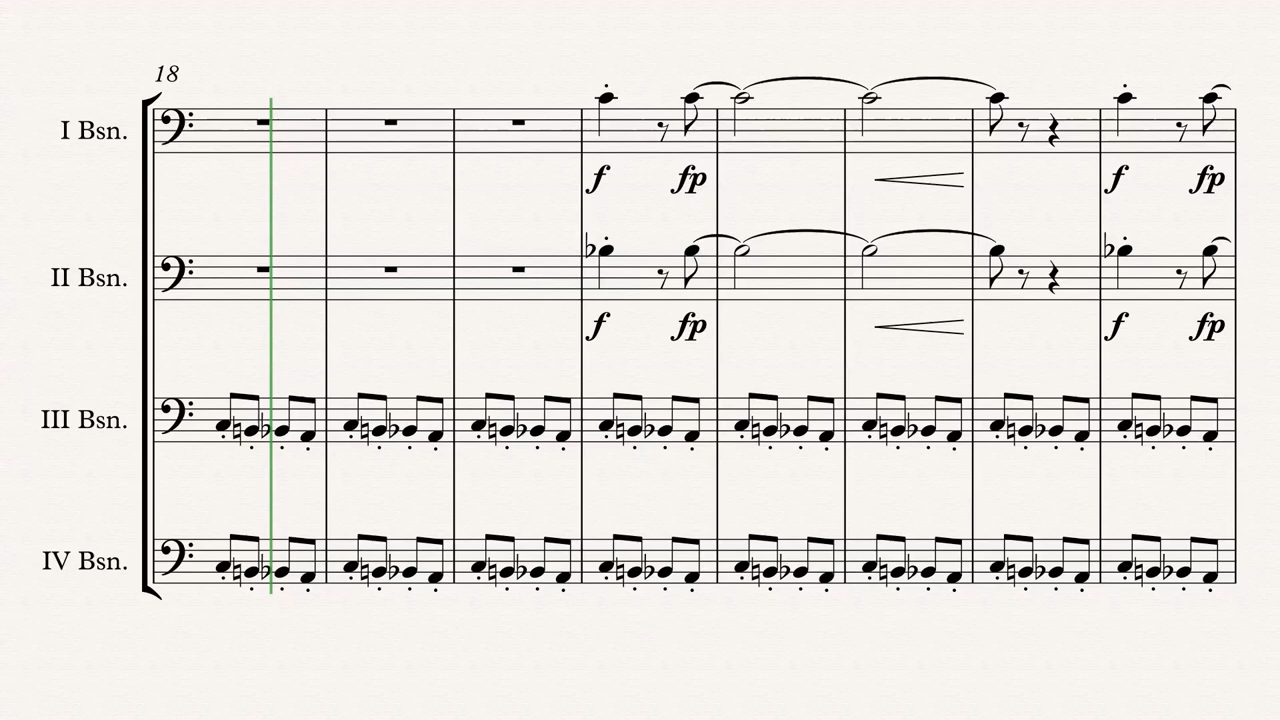 18
I Bsn.
f fp f fp
II Bsn.
f fp f fp
III Bsn.
IV Bsn.